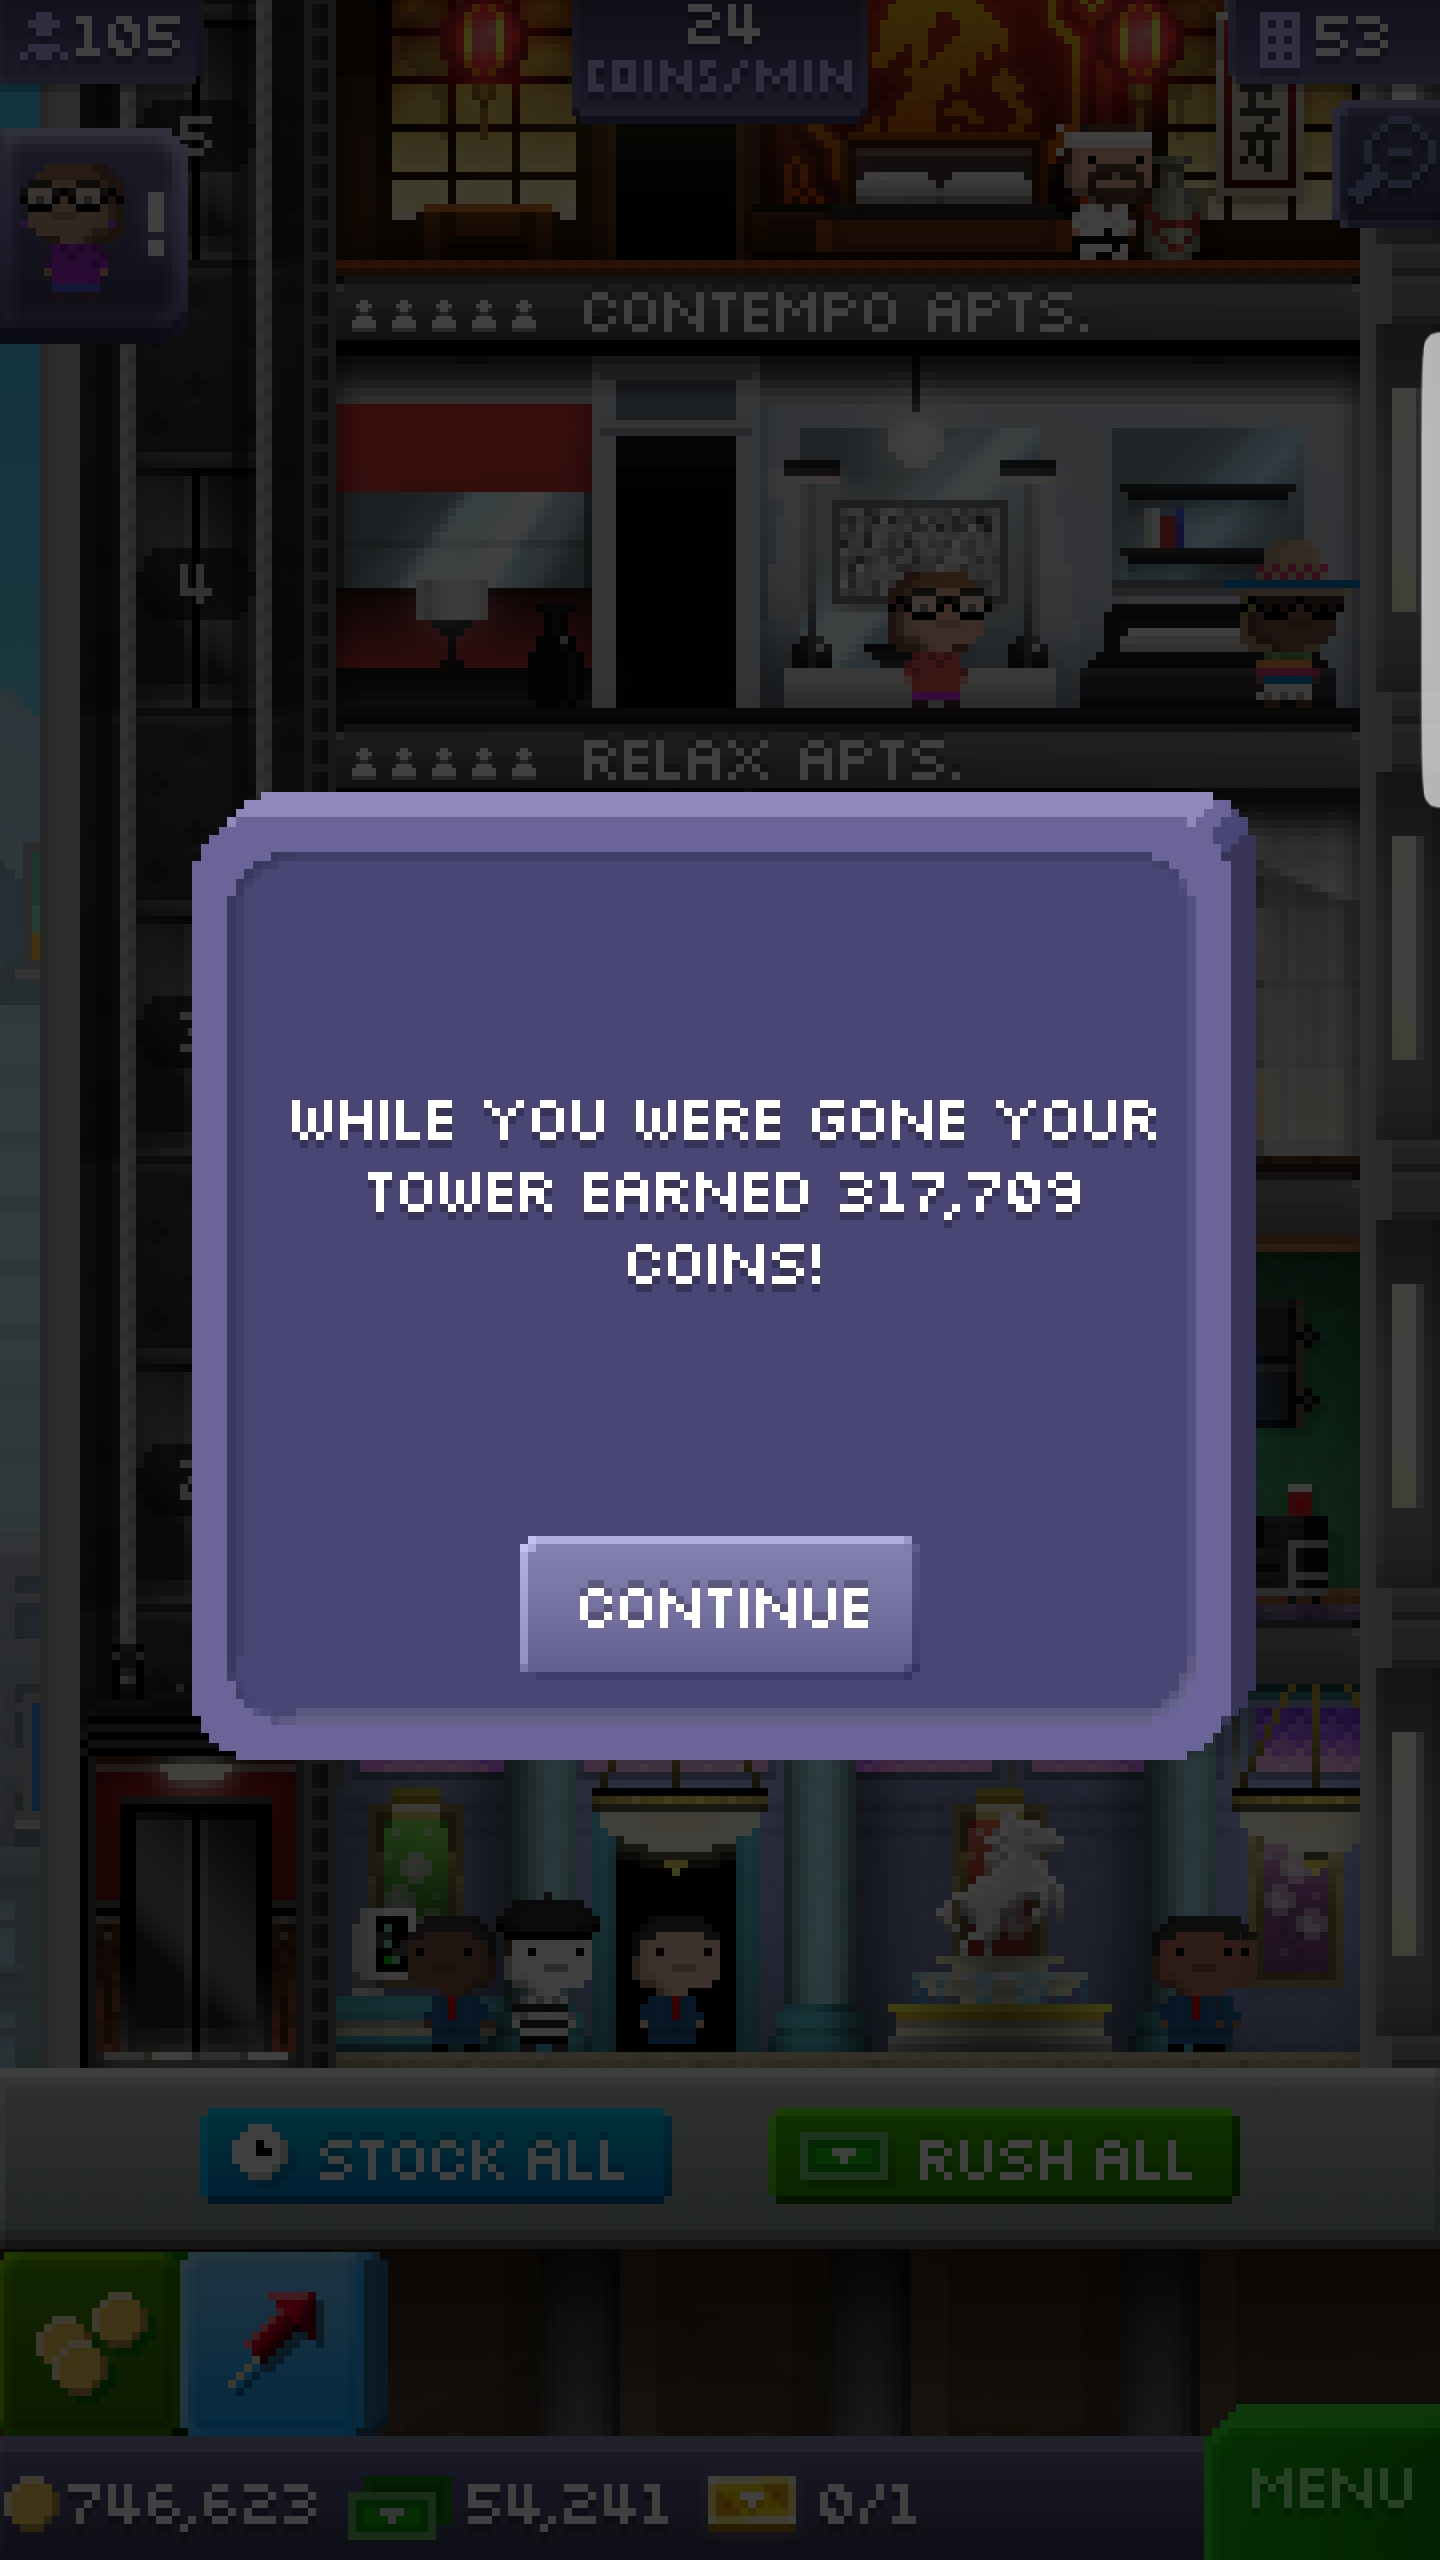 105
24
COINS/MIN
53
5
!
CONTEMPO APTS.
4
RELAX APTS.
WHILE YOU WERE GONE YOUR
TOWER EARNED 317,709
COINS!
CONTINUE
STOCK ALL
RUSH ALL
746,623
54,241
0/1
MENU